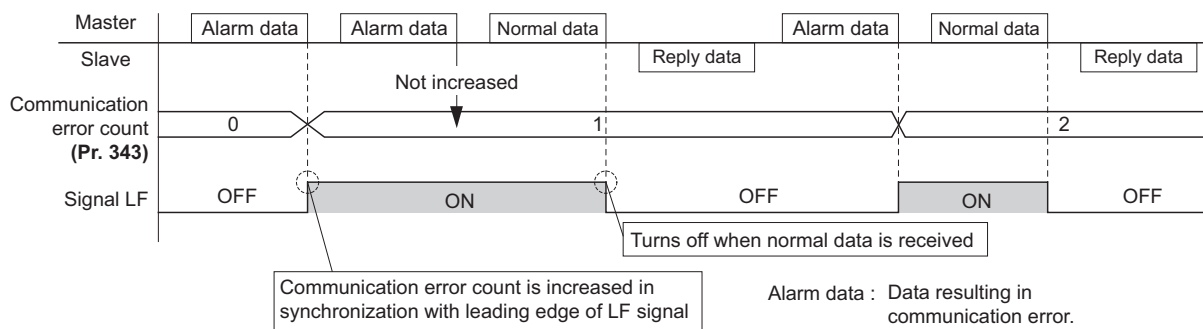 Master
Alarm data
Alarm data
Normal data
Alarm data
Normal data
Slave
Reply data
Reply data
Not increased
Communication
error count
(Pr. 343)
0
1
2
Signal LF
OFF
ON
OFF
ON
OFF
Turns off when normal data is received
Communication error count is increased in
synchronization with leading edge of LF signal
Alarm data : Data resulting in
communication error.